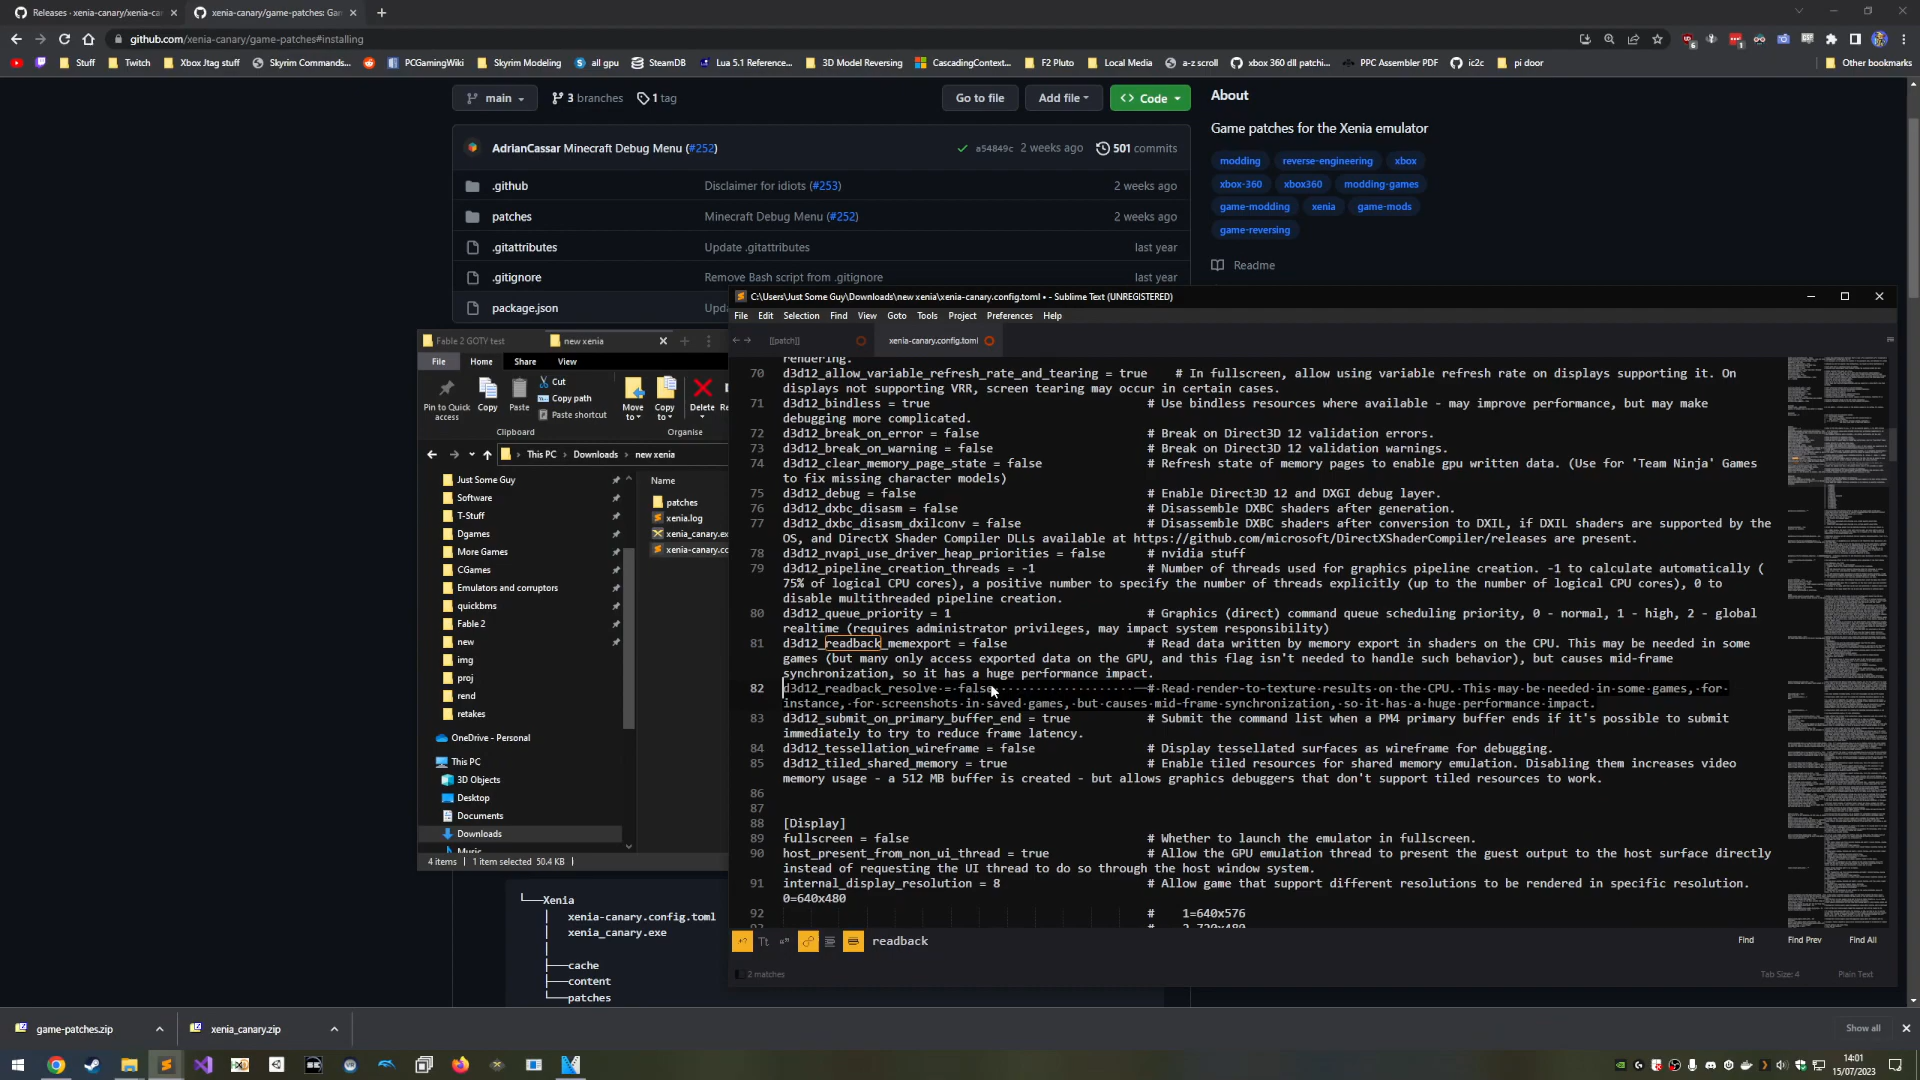 Releases · xenia-canary/xenia-ca
xenia-canary/game-patches: Ga
github.com/xenia-canary/game-patches#installing
Stuff
Twitch
Xbox Jtag stuff
Skyrim Commands...
PCGamingWiki
Skyrim Modeling
all gpu
SteamDB
Lua 5.1 Reference...
3D Model Reversing
CascadingContext...
F2 Pluto
Local Media
a-z scroll
xbox 360 dll patchi...
PPC Assembler PDF
ic2c
pi door
Other bookmarks
main
3 branches
1 tag
Go to file
Add file
Code
About
Game patches for the Xenia emulator
AdrianCassar Minecraft Debug Menu (#252)
a54849c 2 weeks ago
501 commits
modding reverse-engineering xbox
xbox-360 xbox360 modding-games
game-modding xenia game-mods
game-reversing
Readme
.github Disclaimer for idiots (#253) 2 weeks ago
patches Minecraft Debug Menu (#252) 2 weeks ago
.gitattributes Update .gitattributes last year
.gitignore Remove Bash script from .gitignore last year
package.json Upda
Fable 2 GOTY test
new xenia
File Home Share View
Pin to Quick access
Copy
Paste
Cut
Copy path
Paste shortcut
Move to
Copy to
Delete
Re
Clipboard
Organise
This PC
Downloads
new xenia
Just Some Guy
Software
T-Stuff
Dgames
More Games
CGames
Emulators and corruptors
quickbms
Fable 2
new
img
proj
rend
retakes
OneDrive - Personal
This PC
3D Objects
Desktop
Documents
Downloads
Music
Name
patches
xenia.log
xenia_canary.ex
xenia-canary.co
4 items
1 item selected 50.4 KB
C:\Users\Just Some Guy\Downloads\new xenia\xenia-canary.config.toml • - Sublime Text (UNREGISTERED)
File Edit Selection Find View Goto Tools Project Preferences Help
[[patch]]
xenia-canary.config.toml
rendering.
70 d3d12_allow_variable_refresh_rate_and_tearing = true # In fullscreen, allow using variable refresh rate on displays supporting it. On
displays not supporting VRR, screen tearing may occur in certain cases.
71 d3d12_bindless = true # Use bindless resources where available - may improve performance, but may make
debugging more complicated.
72 d3d12_break_on_error = false # Break on Direct3D 12 validation errors.
73 d3d12_break_on_warning = false # Break on Direct3D 12 validation warnings.
74 d3d12_clear_memory_page_state = false # Refresh state of memory pages to enable gpu written data. (Use for 'Team Ninja' Games
to fix missing character models)
75 d3d12_debug = false # Enable Direct3D 12 and DXGI debug layer.
76 d3d12_dxbc_disasm = false # Disassemble DXBC shaders after generation.
77 d3d12_dxbc_disasm_dxilconv = false # Disassemble DXBC shaders after conversion to DXIL, if DXIL shaders are supported by the
OS, and DirectX Shader Compiler DLLs available at https://github.com/microsoft/DirectXShaderCompiler/releases are present.
78 d3d12_nvapi_use_driver_heap_priorities = false # nvidia stuff
79 d3d12_pipeline_creation_threads = -1 # Number of threads used for graphics pipeline creation. -1 to calculate automatically (
75% of logical CPU cores), a positive number to specify the number of threads explicitly (up to the number of logical CPU cores), 0 to
disable multithreaded pipeline creation.
80 d3d12_queue_priority = 1 # Graphics (direct) command queue scheduling priority, 0 - normal, 1 - high, 2 - global
realtime (requires administrator privileges, may impact system responsibility)
81 d3d12_readback_memexport = false # Read data written by memory export in shaders on the CPU. This may be needed in some
games (but many only access exported data on the GPU, and this flag isn't needed to handle such behavior), but causes mid-frame
synchronization, so it has a huge performance impact.
82 d3d12_readback_resolve = false # Read render-to-texture results on the CPU. This may be needed in some games, for
instance, for screenshots in saved games, but causes mid-frame synchronization, so it has a huge performance impact.
83 d3d12_submit_on_primary_buffer_end = true # Submit the command list when a PM4 primary buffer ends if it's possible to submit
immediately to try to reduce frame latency.
84 d3d12_tessellation_wireframe = false # Display tessellated surfaces as wireframe for debugging.
85 d3d12_tiled_shared_memory = true # Enable tiled resources for shared memory emulation. Disabling them increases video
memory usage - a 512 MB buffer is created - but allows graphics debuggers that don't support tiled resources to work.
86
87
88 [Display]
89 fullscreen = false # Whether to launch the emulator in fullscreen.
90 host_present_from_non_ui_thread = true # Allow the GPU emulation thread to present the guest output to the host surface directly
instead of requesting the UI thread to do so through the host window system.
91 internal_display_resolution = 8 # Allow game that support different resolutions to be rendered in specific resolution.
0=640x480
92 # 1=640x576
readback
Find
Find Prev
Find All
2 matches
Tab Size: 4
Plain Text
Xenia
xenia-canary.config.toml
xenia_canary.exe
cache
content
patches
game-patches.zip
xenia_canary.zip
Show all
14:01
15/07/2023